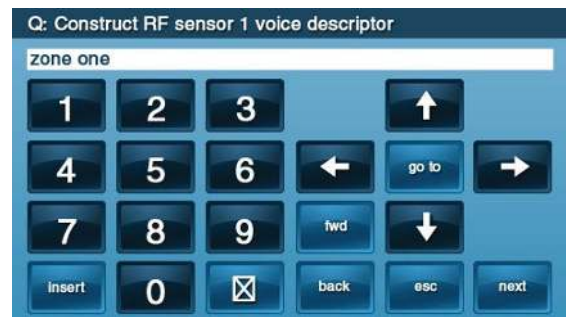 Q: Construct RF sensor 1 voice descriptor
zone one
1 2 3
4 5 6 go to
7 8 9 fwd
insert 0 back esc next